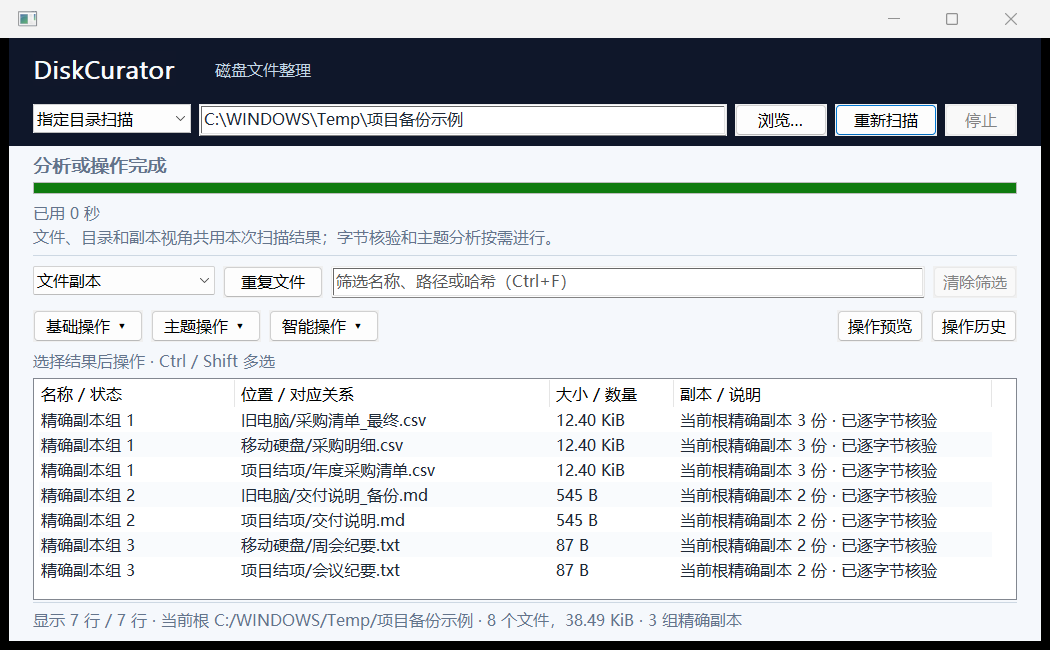 DiskCurator 磁盘文件整理
指定目录扫描 C:\WINDOWS\Temp\项目备份示例 浏览... 重新扫描 停止
分析或操作完成
已用 0 秒
文件、目录和副本视角共用本次扫描结果；字节核验和主题分析按需进行。
文件副本 重复文件 筛选名称、路径或哈希（Ctrl+F） 清除筛选
基础操作 ▼ 主题操作 ▼ 智能操作 ▼ 操作预览 操作历史
选择结果后操作 · Ctrl / Shift 多选
名称 / 状态 位置 / 对应关系 大小 / 数量 副本 / 说明
精确副本组 1 旧电脑/采购清单_最终.csv 12.40 KiB 当前根精确副本 3 份 · 已逐字节核验
精确副本组 1 移动硬盘/采购明细.csv 12.40 KiB 当前根精确副本 3 份 · 已逐字节核验
精确副本组 1 项目结项/年度采购清单.csv 12.40 KiB 当前根精确副本 3 份 · 已逐字节核验
精确副本组 2 旧电脑/交付说明_备份.md 545 B 当前根精确副本 2 份 · 已逐字节核验
精确副本组 2 项目结项/交付说明.md 545 B 当前根精确副本 2 份 · 已逐字节核验
精确副本组 3 移动硬盘/周会纪要.txt 87 B 当前根精确副本 2 份 · 已逐字节核验
精确副本组 3 项目结项/会议纪要.txt 87 B 当前根精确副本 2 份 · 已逐字节核验
显示 7 行 / 7 行 · 当前根 C:/WINDOWS/Temp/项目备份示例 · 8 个文件，38.49 KiB · 3 组精确副本